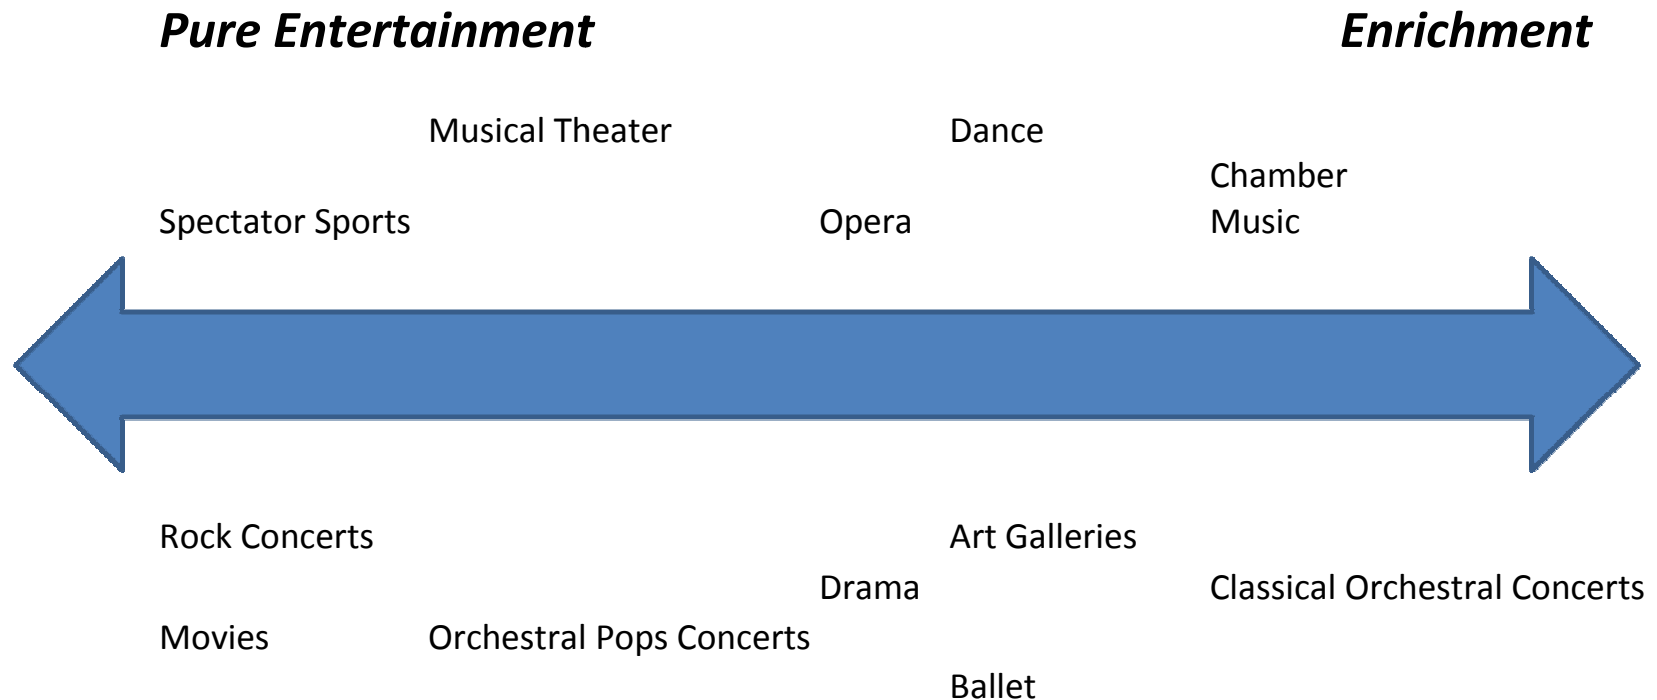 Pure Entertainment Enrichment
Musical Theater Dance
Chamber
Spectator Sports Opera Music
Rock Concerts Art Galleries
Drama Classical Orchestral Concerts
Movies Orchestral Pops Concerts
Ballet